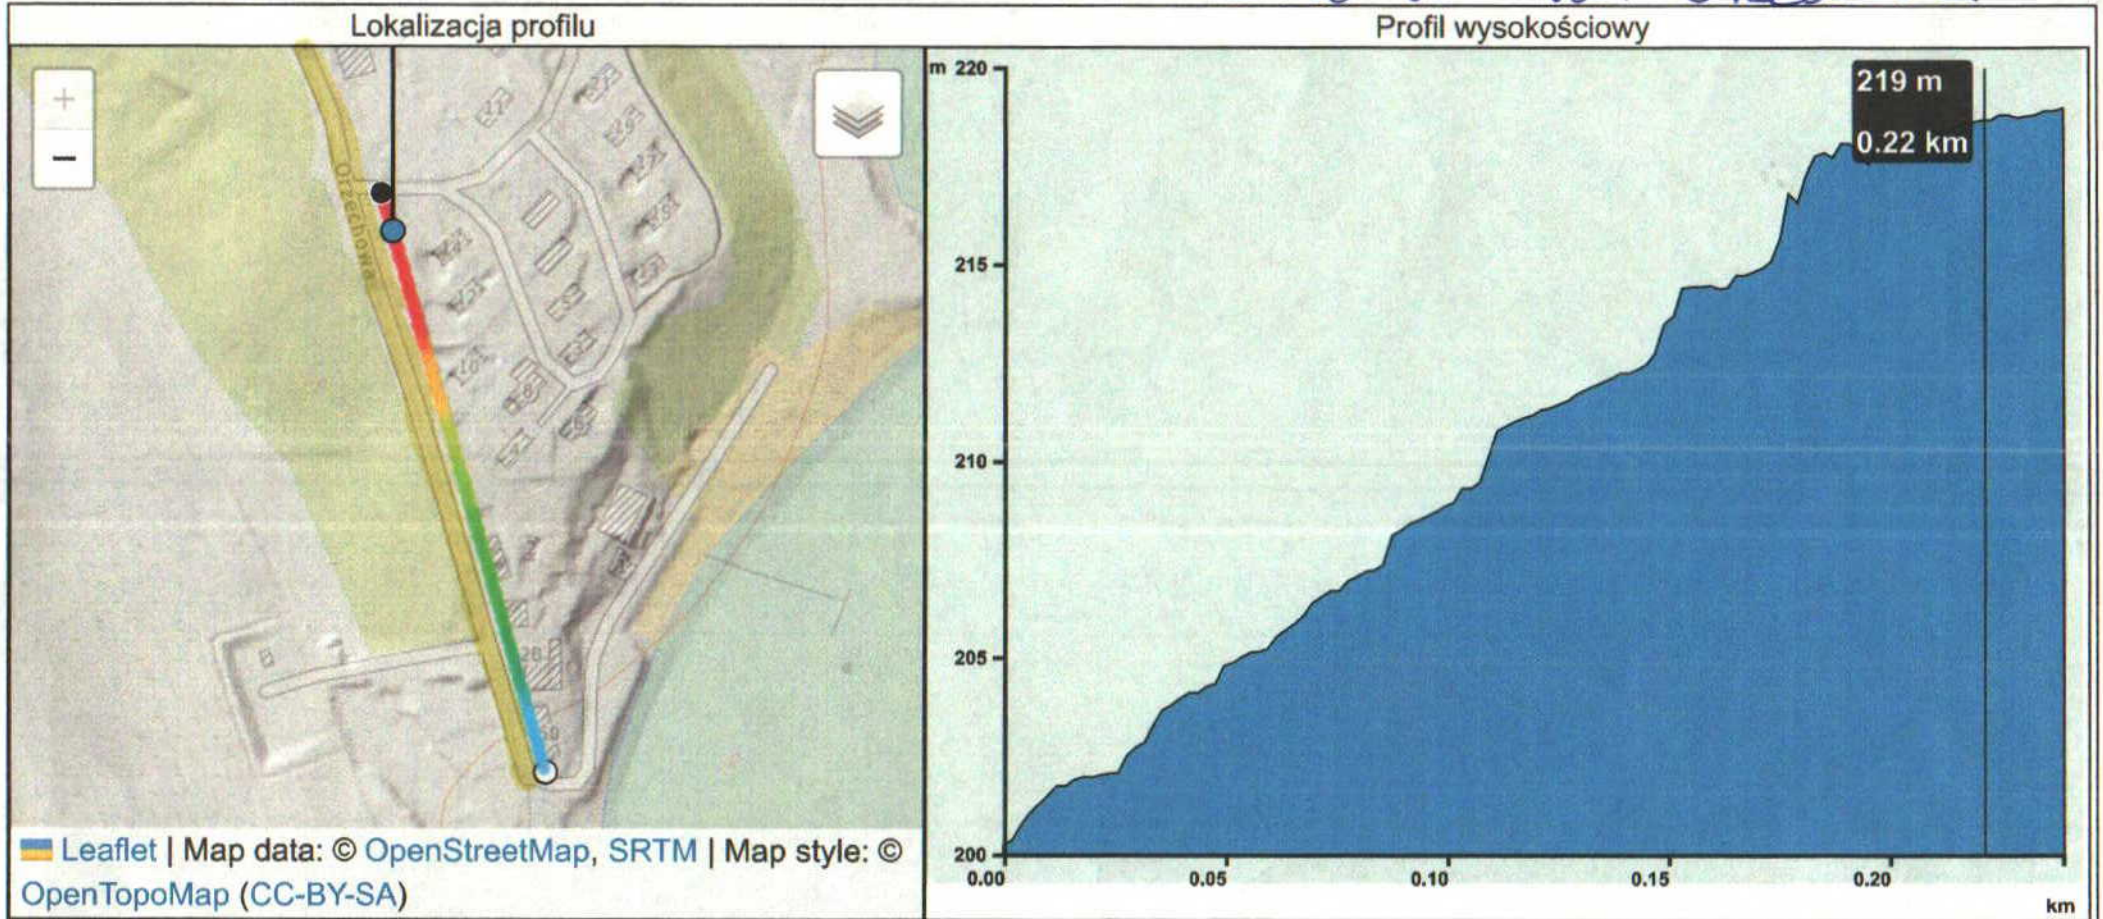 Lokalizacja profilu
Profil wysokościowy
+
−
Orzechowa
2B
Leaflet | Map data: © OpenStreetMap, SRTM | Map style: ©
OpenTopoMap (CC-BY-SA)
m 220
215
210
205
200
219 m
0.22 km
0.00 0.05 0.10 0.15 0.20
km